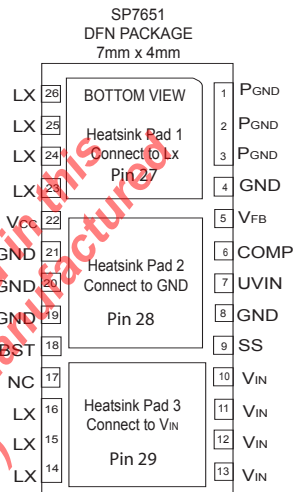 SP7651
DFN PACKAGE
7mm x 4mm
BOTTOM VIEW
LX 26 1 PGND
LX 25 Heatsink Pad 1 2 PGND
LX 24 Connect to Lx 3 PGND
LX 23 Pin 27 4 GND
VCC 22 5 VFB
GND 21 Heatsink Pad 2 6 COMP
GND 20 Connect to GND 7 UVIN
GND 19 Pin 28 8 GND
BST 18 9 SS
NC 17 10 VIN
LX 16 Heatsink Pad 3 11 VIN
LX 15 Connect to VIN 12 VIN
LX 14 Pin 29 13 VIN
in this
manufactured